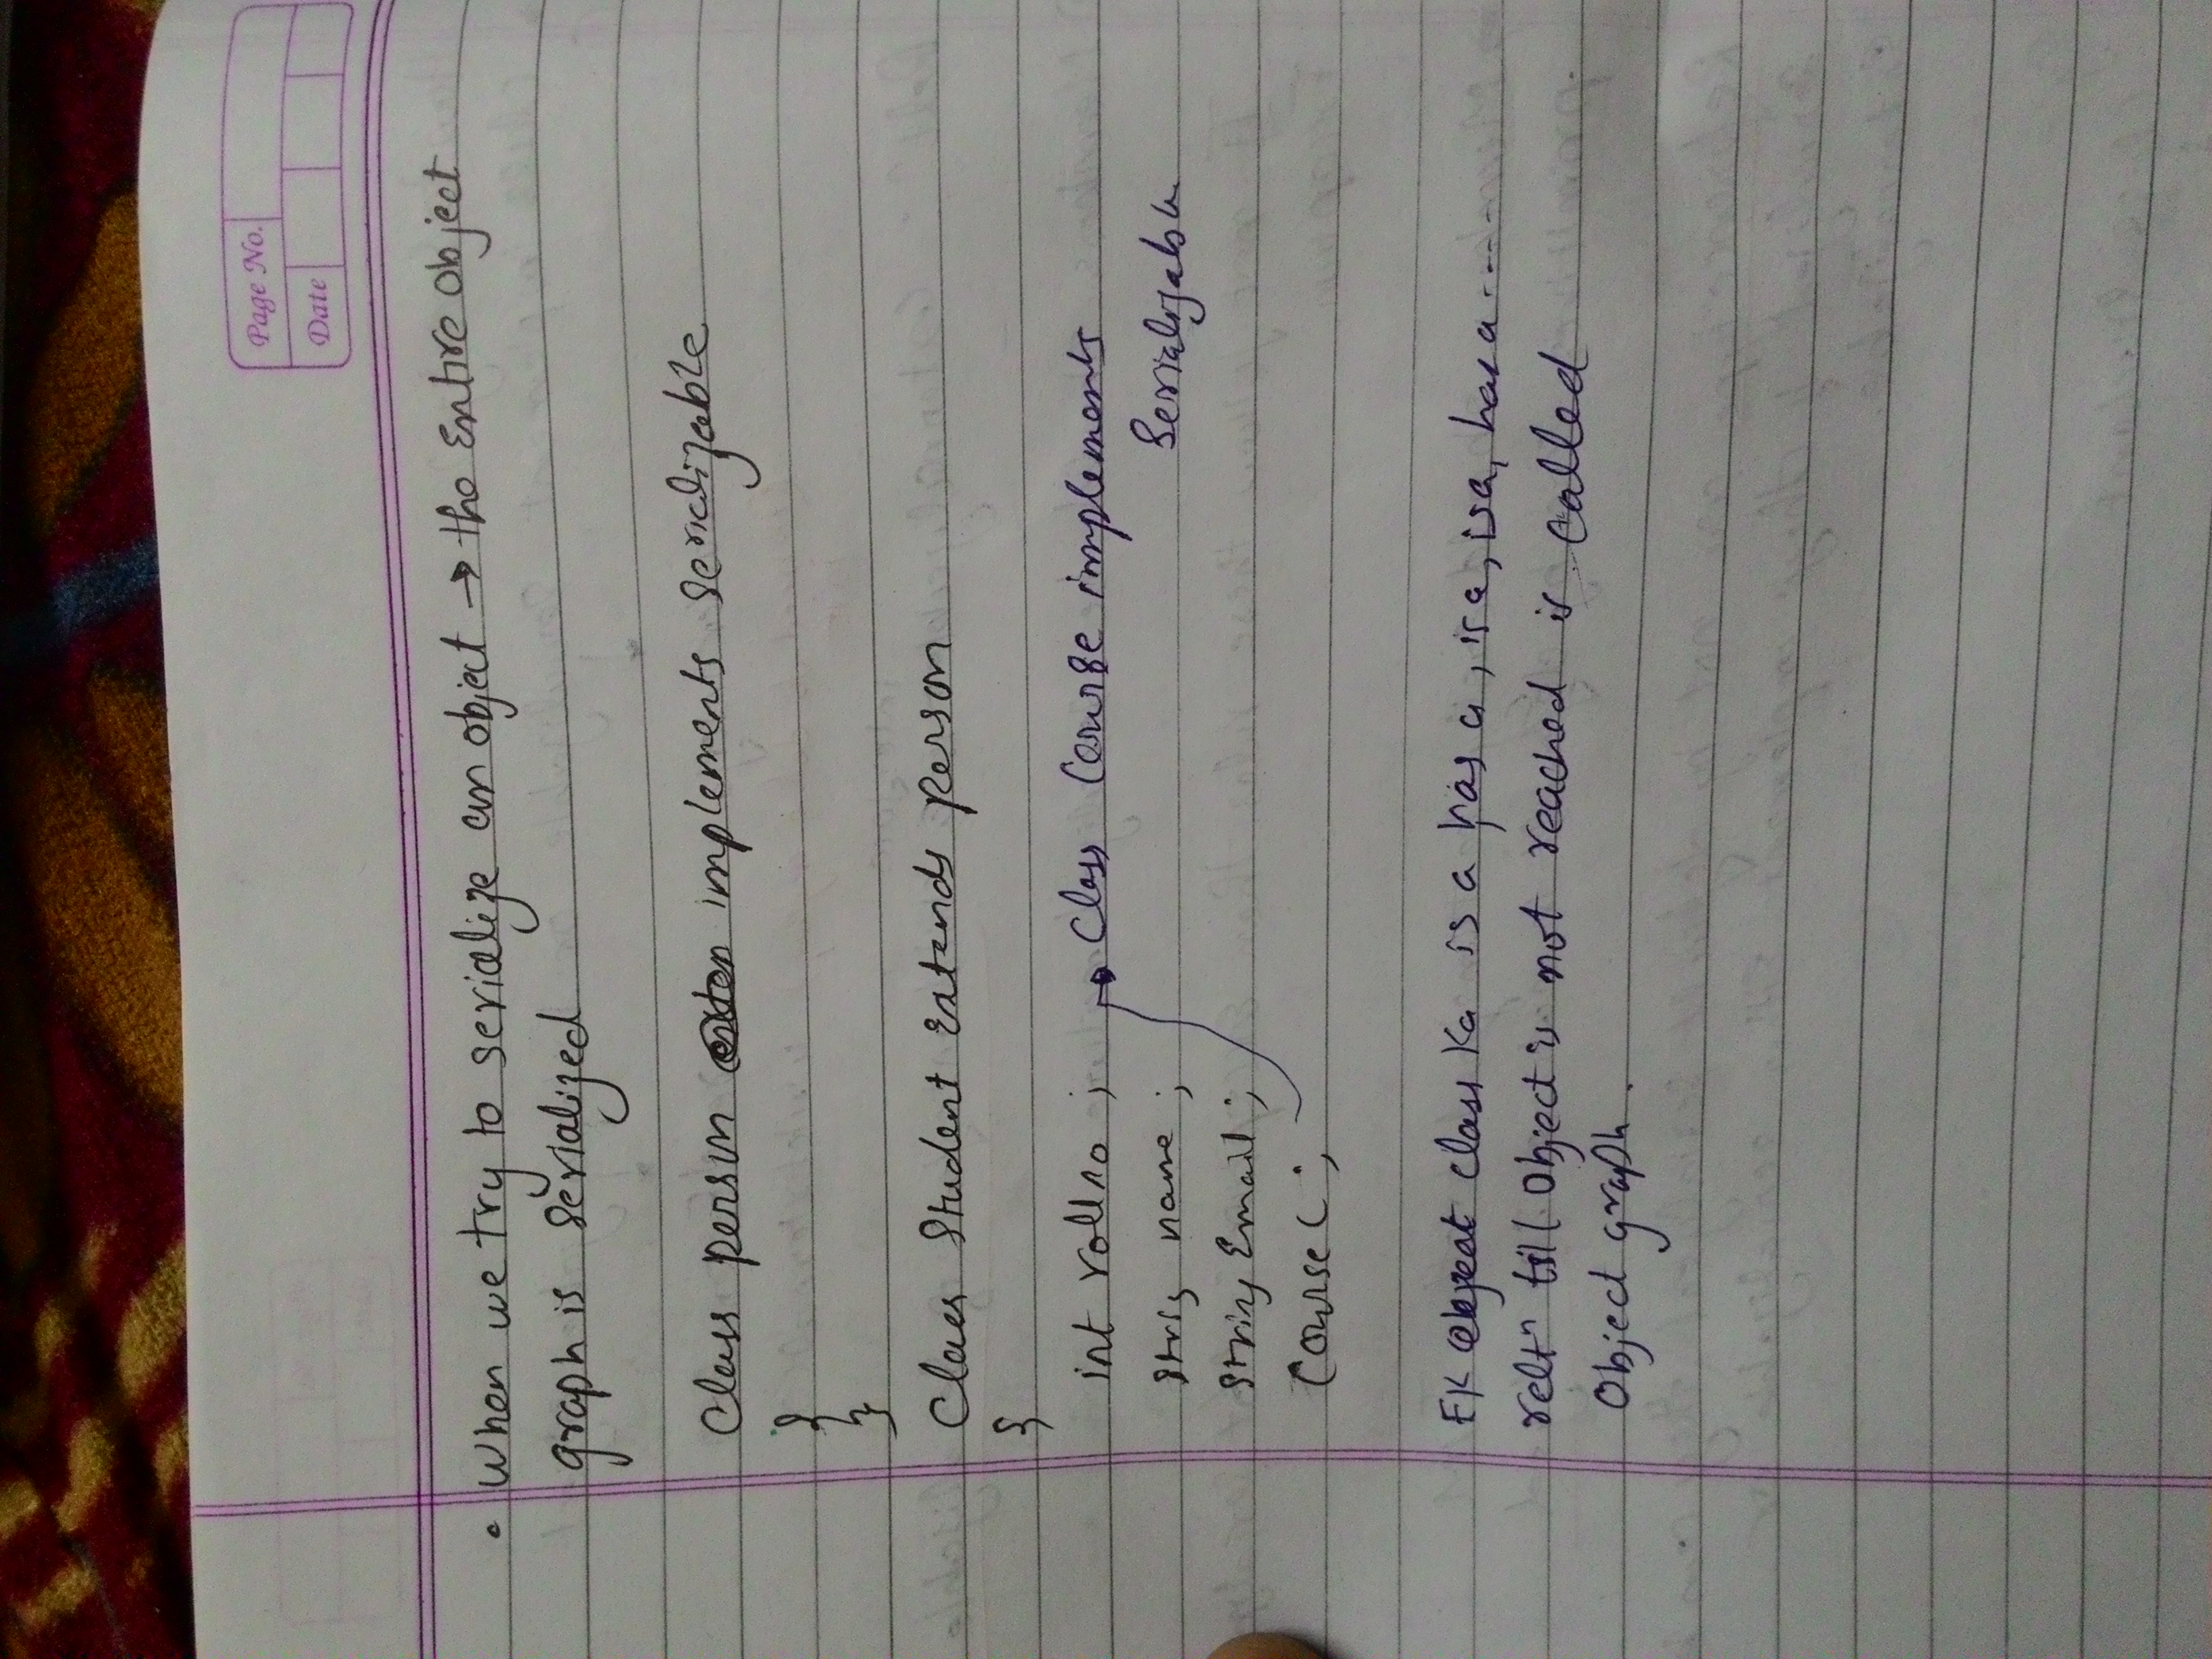 Page No.
Date
• When we try to serialize an object → the Entire Object
graph is serialized
Class person implements Serializable
{
}
Class Student Extends person
{
int rollno ; → Class Course implements
Serializable
String name ;
String Email ;
Course C ;
EK object class Ka is a has a, is a, is a, has a ....
reltⁿ till Object is not reached is called
Object graph .